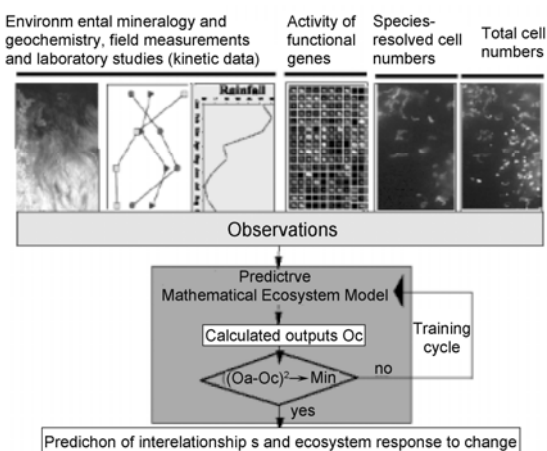 Environ ental mineralogy and
geochemistry, field measurements
and laboratory studies (kinetic data)
Activity of
functional
genes
Species-
resolved cell
numbers
Total cell
numbers
Rainfall
Observations
Predictrve
Mathematical Ecosystem Model
Calculated outputs Oc
Training
cycle
((Oa-Oc)²→Min
no
yes
Predichon of interelationship s and ecosystem response to change